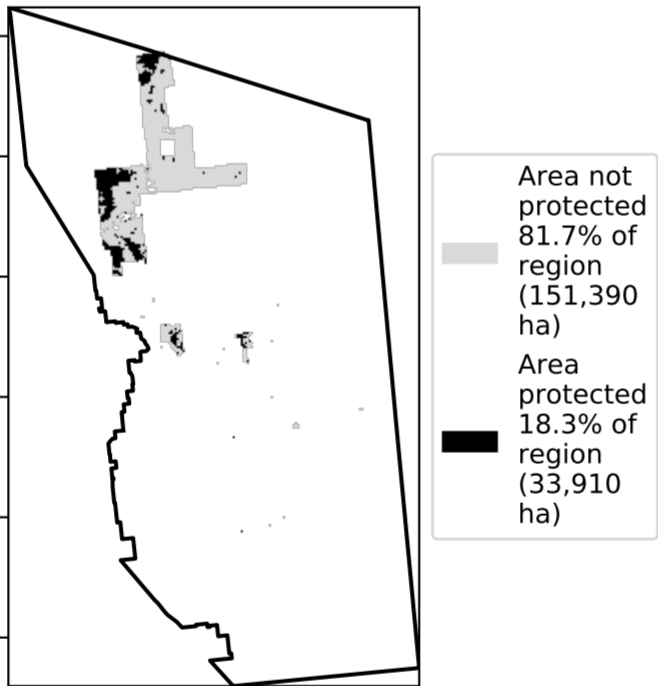 Area not
protected
81.7% of
region
(151,390
ha)
Area
protected
18.3% of
region
(33,910
ha)